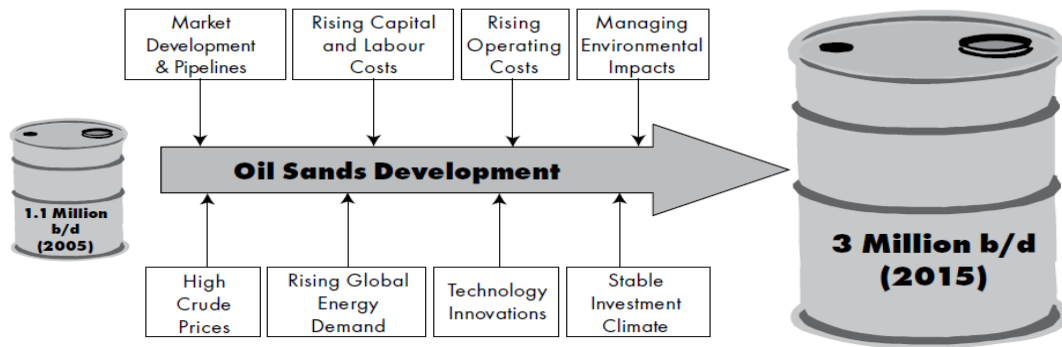 Market
Development
& Pipelines
Rising Capital
and Labour
Costs
Rising
Operating
Costs
Managing
Environmental
Impacts
1.1 Million
b/d
(2005)
Oil Sands Development
3 Million b/d
(2015)
High
Crude
Prices
Rising Global
Energy
Demand
Technology
Innovations
Stable
Investment
Climate